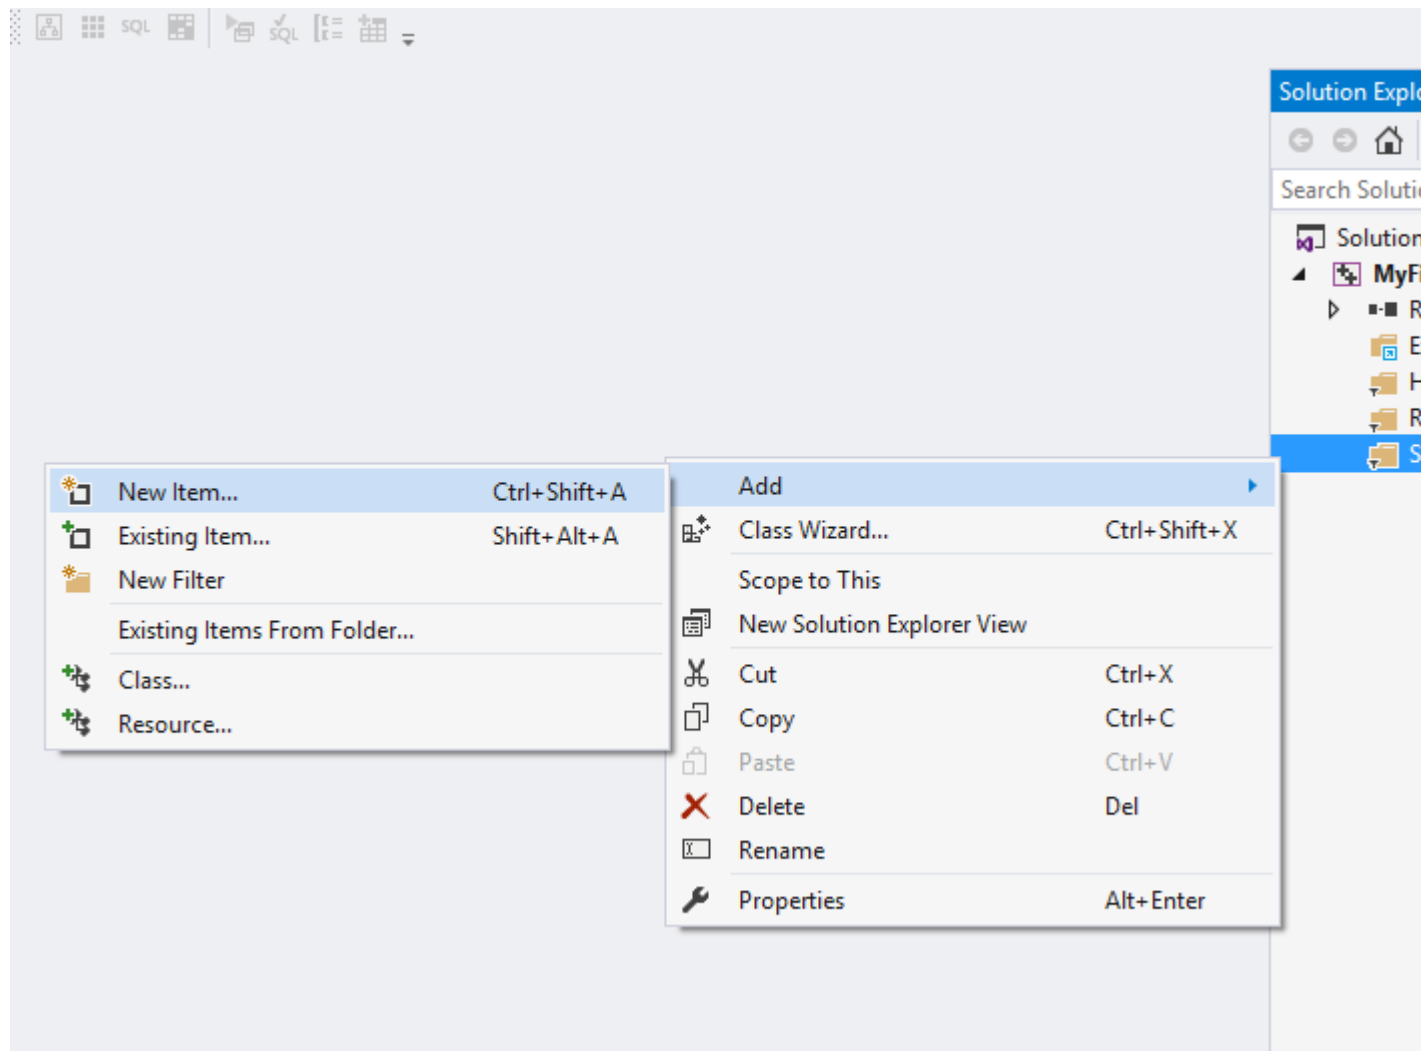 SQL SQL
Solution Expl
Search Soluti
Solution
MyFi
R
E
H
R
S
New Item... Ctrl+Shift+A
Existing Item... Shift+Alt+A
New Filter
Existing Items From Folder...
Class...
Resource...
Add
Class Wizard... Ctrl+Shift+X
Scope to This
New Solution Explorer View
Cut Ctrl+X
Copy Ctrl+C
Paste Ctrl+V
Delete Del
Rename
Properties Alt+Enter